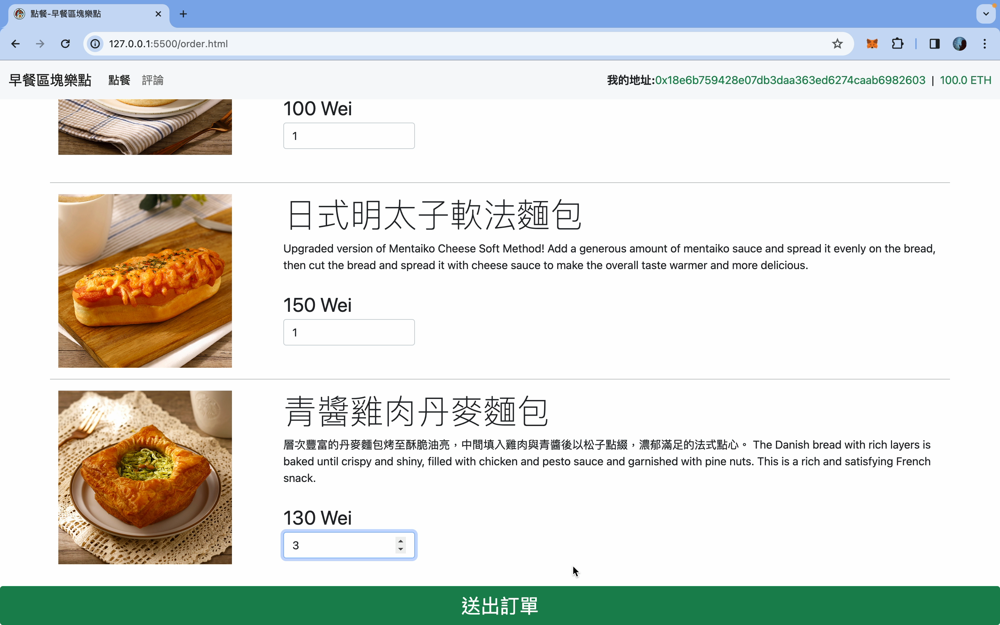 點餐-早餐區塊樂點
127.0.0.1:5500/order.html
早餐區塊樂點 點餐 評論 我的地址:0x18e6b759428e07db3daa363ed6274caab6982603 | 100.0 ETH
100 Wei
1
日式明太子軟法麵包
Upgraded version of Mentaiko Cheese Soft Method! Add a generous amount of mentaiko sauce and spread it evenly on the bread,
then cut the bread and spread it with cheese sauce to make the overall taste warmer and more delicious.
150 Wei
1
青醬雞肉丹麥麵包
層次豐富的丹麥麵包烤至酥脆油亮，中間填入雞肉與青醬後以松子點綴，濃郁滿足的法式點心。 The Danish bread with rich layers is
baked until crispy and shiny, filled with chicken and pesto sauce and garnished with pine nuts. This is a rich and satisfying French
snack.
130 Wei
3
送出訂單